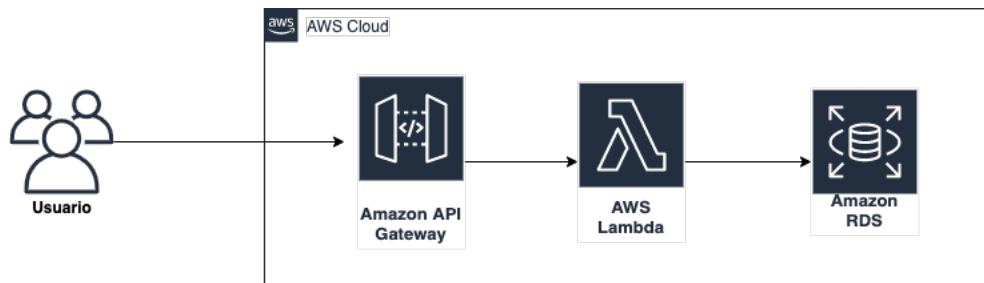 aws
AWS Cloud
</>
Usuario
Amazon API
Gateway
AWS
Lambda
Amazon
RDS